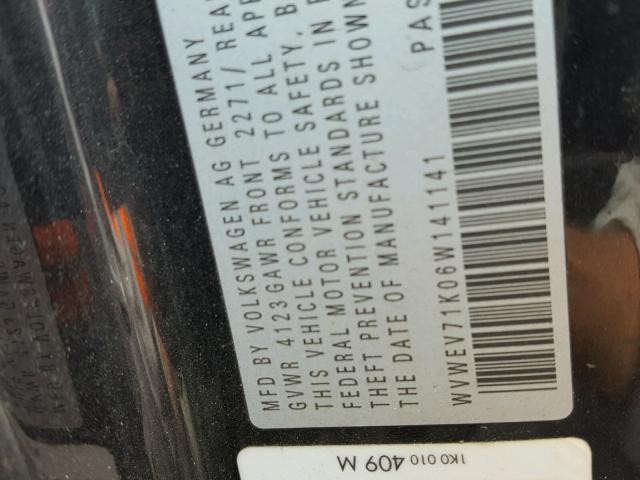 MFD BY VOLKSWAGEN AG GERMANY
GVWR 4123 GAWR FRONT 2271/ REA
THIS VEHICLE CONFORMS TO ALL APP
FEDERAL MOTOR VEHICLE SAFETY, B
THEFT PREVENTION STANDARDS IN
THE DATE OF MANUFACTURE SHOWN
PAS
WVWEV71K06W141141
1K0 010 409 M